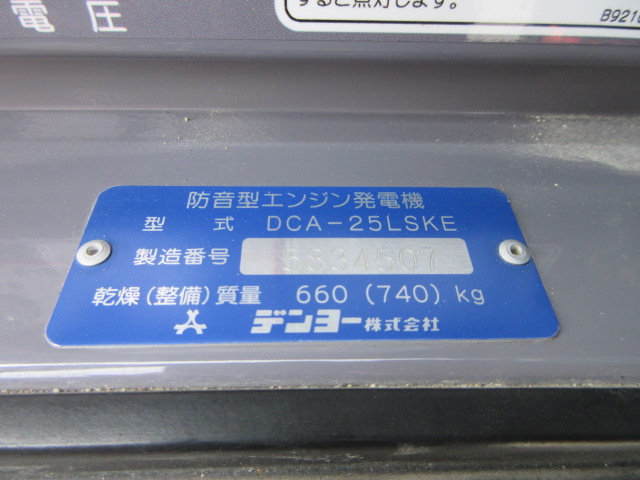 すると点灯します。
B921
電圧
防音型エンジン発電機
型式 DCA-25LSKE
製造番号 5834507
乾燥(整備)質量 660 (740) kg
デンヨー株式会社